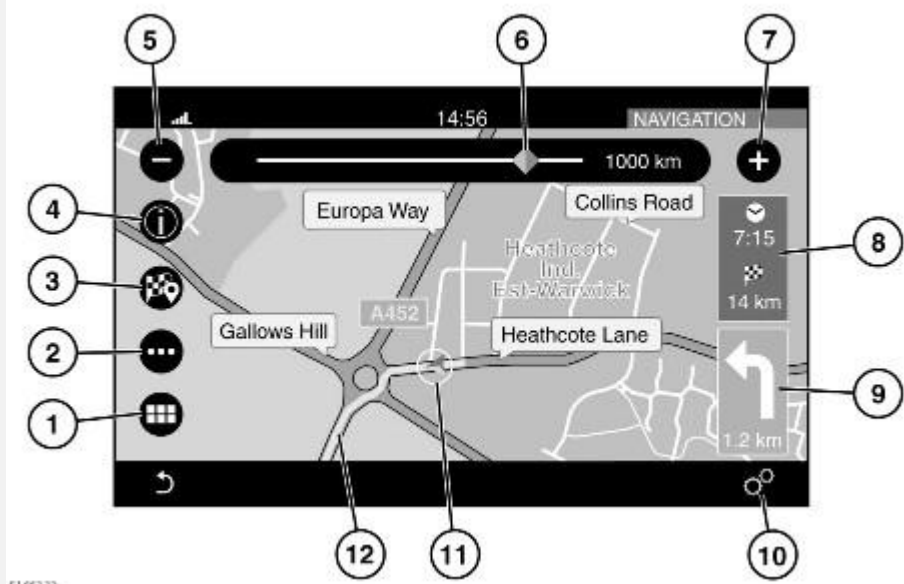 5
6
7
14:56
NAVIGATION
1000 km
4
Europa Way
Collins Road
7:15
8
Heathcote
Ind.
Est-Warwick
3
14 km
A452
Gallows Hill
Heathcote Lane
2
9
1
1.2 km
12
11
10